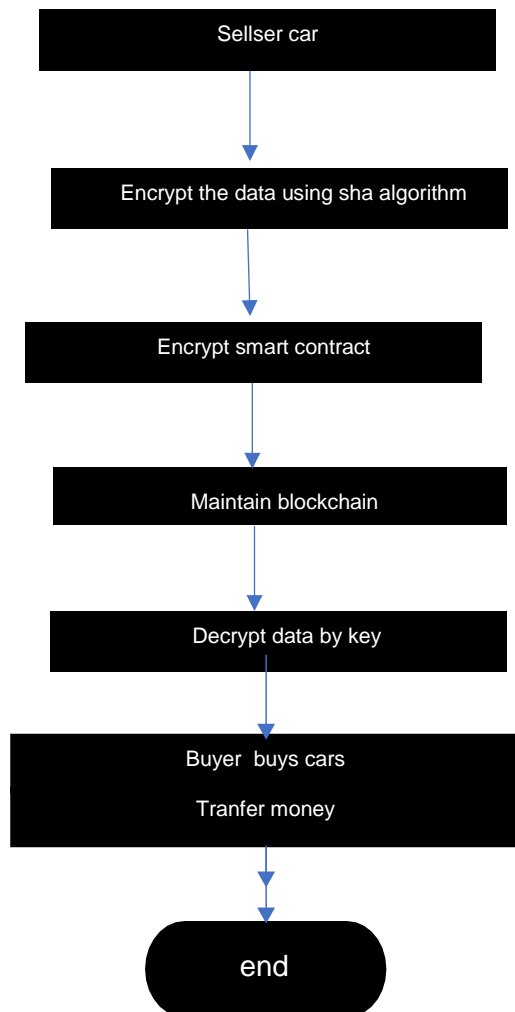 Sellser car
Encrypt the data using sha algorithm
Encrypt smart contract
Maintain blockchain
Decrypt data by key
Buyer  buys cars
Tranfer money
end